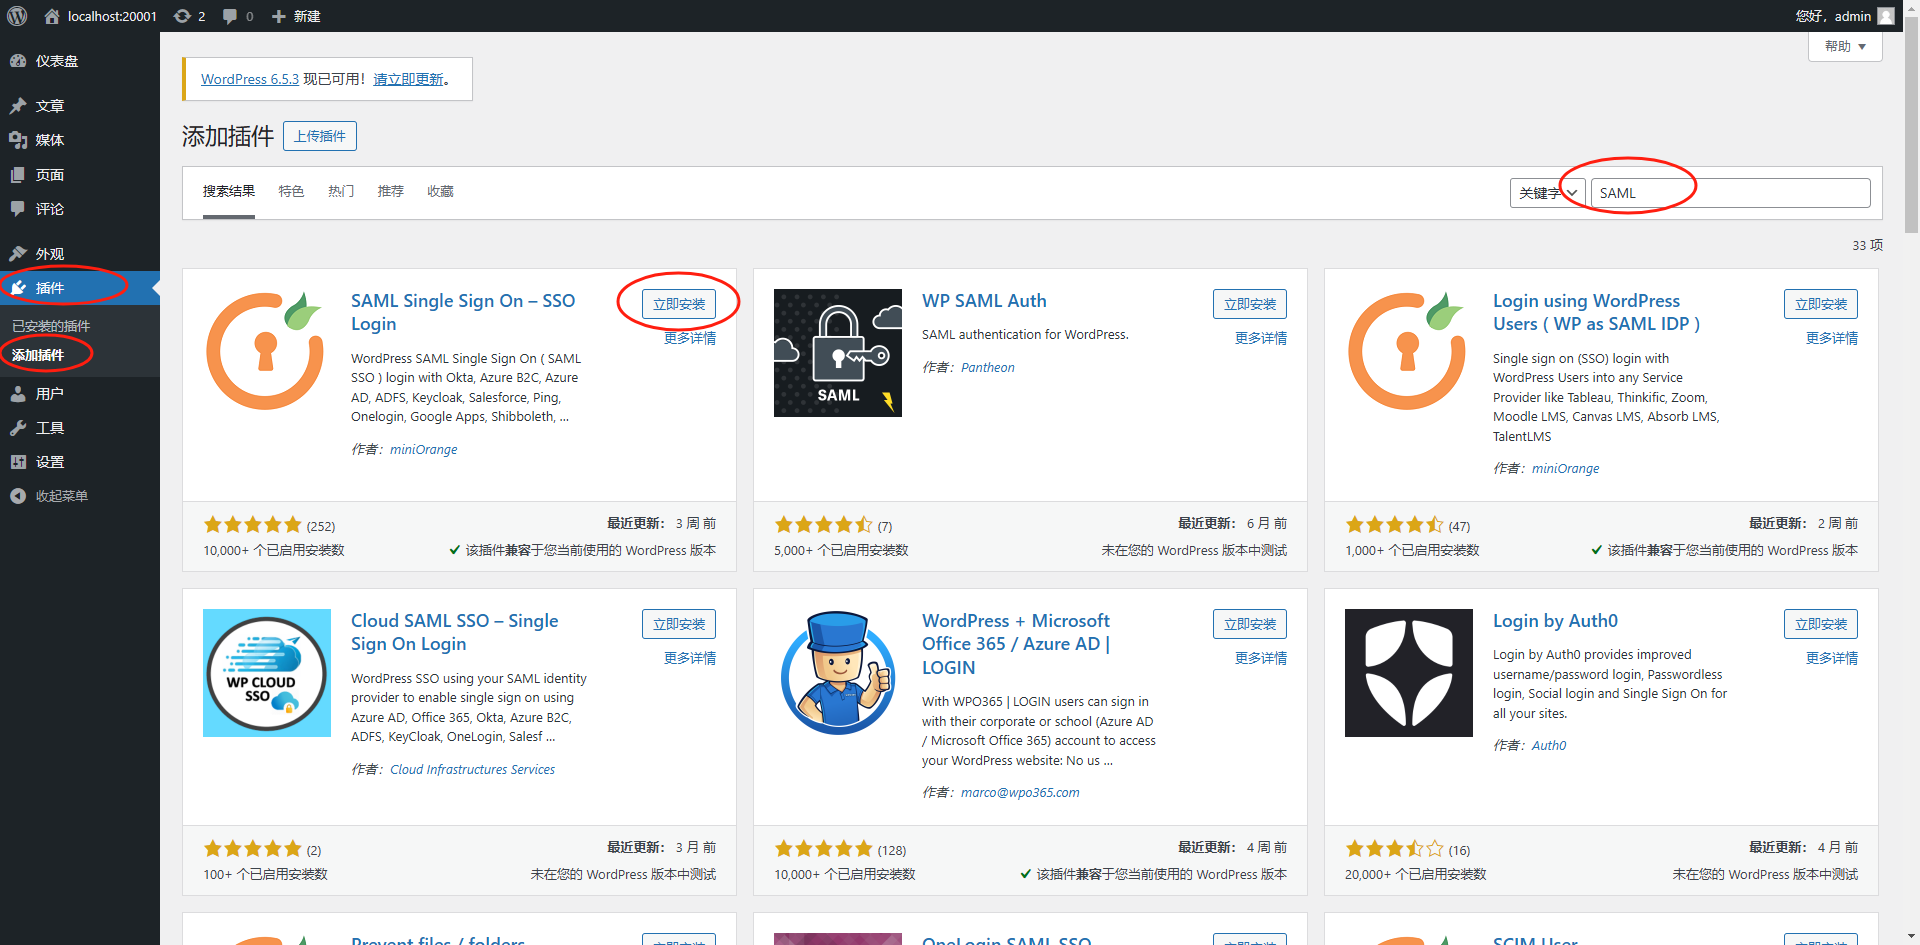 localhost:20001
2
0
新建
您好，admin
仪表盘
文章
媒体
页面
评论
外观
插件
已安装的插件
添加插件
用户
工具
设置
收起菜单
帮助
WordPress 6.5.3 现已可用！请立即更新。
添加插件
上传插件
搜索结果
特色
热门
推荐
收藏
关键字
SAML
33 项
SAML Single Sign On – SSO
Login
立即安装
更多详情
WordPress SAML Single Sign On ( SAML
SSO ) login with Okta, Azure B2C, Azure
AD, ADFS, Keycloak, Salesforce, Ping,
Onelogin, Google Apps, Shibboleth, ...
作者：miniOrange
(252)
最近更新： 3 周 前
10,000+ 个已启用安装数
该插件兼容于您当前使用的 WordPress 版本
SAML
WP SAML Auth
立即安装
更多详情
SAML authentication for WordPress.
作者：Pantheon
(7)
最近更新： 6 月 前
5,000+ 个已启用安装数
未在您的 WordPress 版本中测试
Login using WordPress
Users ( WP as SAML IDP )
立即安装
更多详情
Single sign on (SSO) login with
WordPress Users into any Service
Provider like Tableau, Thinkific, Zoom,
Moodle LMS, Canvas LMS, Absorb LMS,
TalentLMS
作者：miniOrange
(47)
最近更新： 2 周 前
1,000+ 个已启用安装数
该插件兼容于您当前使用的 WordPress 版本
WP CLOUD
SSO
Cloud SAML SSO – Single
Sign On Login
立即安装
更多详情
WordPress SSO using your SAML identity
provider to enable single sign on using
Azure AD, Office 365, Okta, Azure B2C,
ADFS, KeyCloak, OneLogin, Salesf ...
作者：Cloud Infrastructures Services
(2)
最近更新： 3 月 前
100+ 个已启用安装数
未在您的 WordPress 版本中测试
WordPress + Microsoft
Office 365 / Azure AD |
LOGIN
立即安装
更多详情
With WPO365 | LOGIN users can sign in
with their corporate or school (Azure AD
/ Microsoft Office 365) account to access
your WordPress website: No us ...
作者：marco@wpo365.com
(128)
最近更新： 4 周 前
10,000+ 个已启用安装数
该插件兼容于您当前使用的 WordPress 版本
Login by Auth0
立即安装
更多详情
Login by Auth0 provides improved
username/password login, Passwordless
login, Social login and Single Sign On for
all your sites.
作者：Auth0
(16)
最近更新： 4 月 前
20,000+ 个已启用安装数
未在您的 WordPress 版本中测试
Prevent files / folders
立即安装
OneLogin SAML SSO
立即安装
SCIM User
立即安装